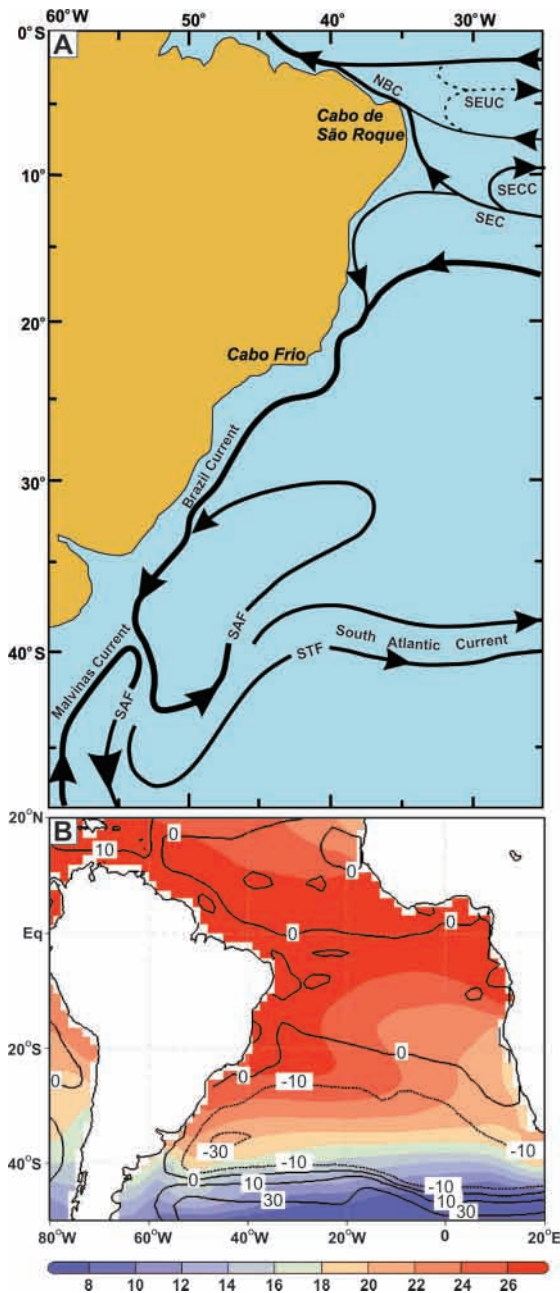 60°W 50° 40° 30°W
0°S
A
NBC
SEUC
Cabo de
São Roque
10°
SECC
SEC
20°
Cabo Frio
Brazil Current
30°
SAF
South Atlantic Current
STF
40°S
Malvinas Current
SAF
20°N
B
0
0
10
0
0
Eq
0
20°S
0
0
-10
-30
-10
40°S
-10
0
10
30
-10
10
30
80°W 60°W 40°W 20°W 0 20°E
8 10 12 14 16 18 20 22 24 26